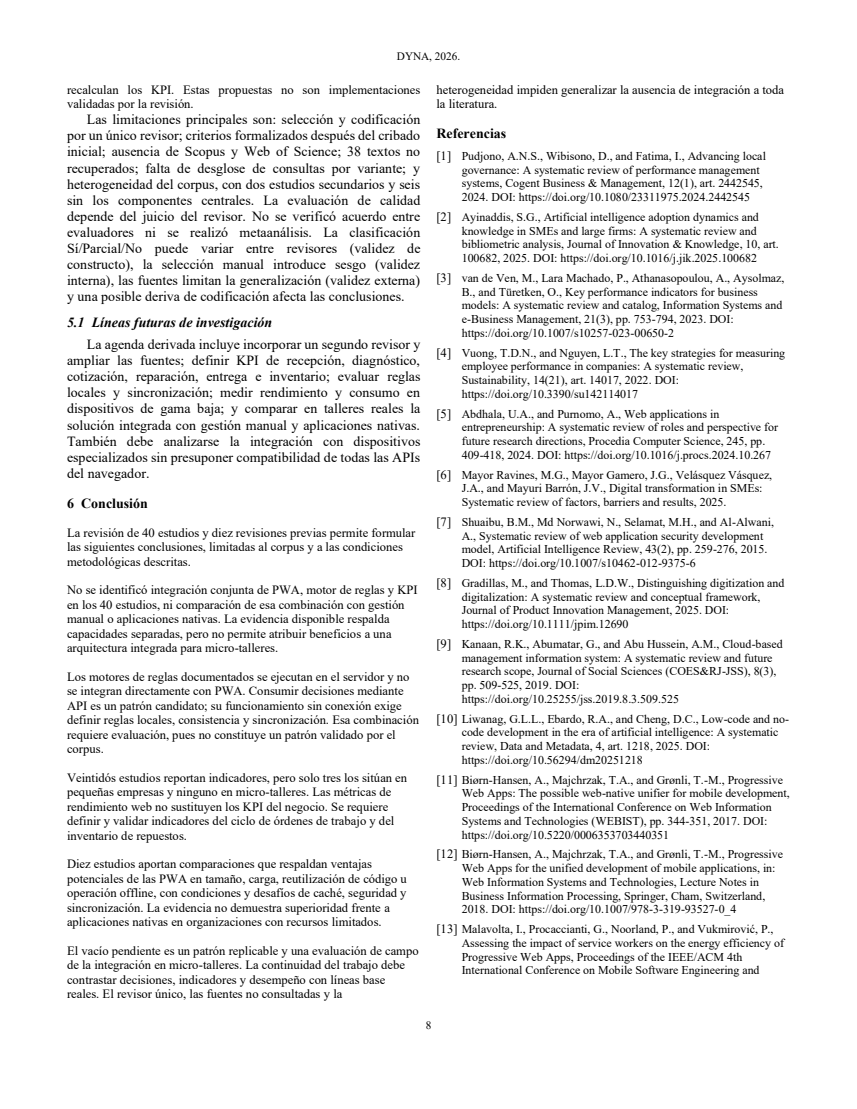 DYNA, 2026.
recalculan los KPI. Estas propuestas no son implementaciones
validadas por la revisión.
Las limitaciones principales son: selección y codificación
por un único revisor; criterios formalizados después del cribado
inicial; ausencia de Scopus y Web of Science; 38 textos no
recuperados; falta de desglose de consultas por variante; y
heterogeneidad del corpus, con dos estudios secundarios y seis
sin los componentes centrales. La evaluación de calidad
depende del juicio del revisor. No se verificó acuerdo entre
evaluadores ni se realizó metaanálisis. La clasificación
Sí/Parcial/No puede variar entre revisores (validez de
constructo), la selección manual introduce sesgo (validez
interna), las fuentes limitan la generalización (validez externa)
y una posible deriva de codificación afecta las conclusiones.
5.1 Líneas futuras de investigación
La agenda derivada incluye incorporar un segundo revisor y
ampliar las fuentes; definir KPI de recepción, diagnóstico,
cotización, reparación, entrega e inventario; evaluar reglas
locales y sincronización; medir rendimiento y consumo en
dispositivos de gama baja; y comparar en talleres reales la
solución integrada con gestión manual y aplicaciones nativas.
También debe analizarse la integración con dispositivos
especializados sin presuponer compatibilidad de todas las APIs
del navegador.
6 Conclusión
La revisión de 40 estudios y diez revisiones previas permite formular
las siguientes conclusiones, limitadas al corpus y a las condiciones
metodológicas descritas.
No se identificó integración conjunta de PWA, motor de reglas y KPI
en los 40 estudios, ni comparación de esa combinación con gestión
manual o aplicaciones nativas. La evidencia disponible respalda
capacidades separadas, pero no permite atribuir beneficios a una
arquitectura integrada para micro-talleres.
Los motores de reglas documentados se ejecutan en el servidor y no
se integran directamente con PWA. Consumir decisiones mediante
API es un patrón candidato; su funcionamiento sin conexión exige
definir reglas locales, consistencia y sincronización. Esa combinación
requiere evaluación, pues no constituye un patrón validado por el
corpus.
Veintidós estudios reportan indicadores, pero solo tres los sitúan en
pequeñas empresas y ninguno en micro-talleres. Las métricas de
rendimiento web no sustituyen los KPI del negocio. Se requiere
definir y validar indicadores del ciclo de órdenes de trabajo y del
inventario de repuestos.
Diez estudios aportan comparaciones que respaldan ventajas
potenciales de las PWA en tamaño, carga, reutilización de código u
operación offline, con condiciones y desafíos de caché, seguridad y
sincronización. La evidencia no demuestra superioridad frente a
aplicaciones nativas en organizaciones con recursos limitados.
El vacío pendiente es un patrón replicable y una evaluación de campo
de la integración en micro-talleres. La continuidad del trabajo debe
contrastar decisiones, indicadores y desempeño con líneas base
reales. El revisor único, las fuentes no consultadas y la
heterogeneidad impiden generalizar la ausencia de integración a toda
la literatura.
Referencias
[1] Pudjono, A.N.S., Wibisono, D., and Fatima, I., Advancing local
governance: A systematic review of performance management
systems, Cogent Business & Management, 12(1), art. 2442545,
2024. DOI: https://doi.org/10.1080/23311975.2024.2442545
[2] Ayinaddis, S.G., Artificial intelligence adoption dynamics and
knowledge in SMEs and large firms: A systematic review and
bibliometric analysis, Journal of Innovation & Knowledge, 10, art.
100682, 2025. DOI: https://doi.org/10.1016/j.jik.2025.100682
[3] van de Ven, M., Lara Machado, P., Athanasopoulou, A., Aysolmaz,
B., and Türetken, O., Key performance indicators for business
models: A systematic review and catalog, Information Systems and
e-Business Management, 21(3), pp. 753-794, 2023. DOI:
https://doi.org/10.1007/s10257-023-00650-2
[4] Vuong, T.D.N., and Nguyen, L.T., The key strategies for measuring
employee performance in companies: A systematic review,
Sustainability, 14(21), art. 14017, 2022. DOI:
https://doi.org/10.3390/su142114017
[5] Abdhala, U.A., and Purnomo, A., Web applications in
entrepreneurship: A systematic review of roles and perspective for
future research directions, Procedia Computer Science, 245, pp.
409-418, 2024. DOI: https://doi.org/10.1016/j.procs.2024.10.267
[6] Mayor Ravines, M.G., Mayor Gamero, J.G., Velásquez Vásquez,
J.A., and Mayuri Barrón, J.V., Digital transformation in SMEs:
Systematic review of factors, barriers and results, 2025.
[7] Shuaibu, B.M., Md Norwawi, N., Selamat, M.H., and Al-Alwani,
A., Systematic review of web application security development
model, Artificial Intelligence Review, 43(2), pp. 259-276, 2015.
DOI: https://doi.org/10.1007/s10462-012-9375-6
[8] Gradillas, M., and Thomas, L.D.W., Distinguishing digitization and
digitalization: A systematic review and conceptual framework,
Journal of Product Innovation Management, 2025. DOI:
https://doi.org/10.1111/jpim.12690
[9] Kanaan, R.K., Abumatar, G., and Abu Hussein, A.M., Cloud-based
management information system: A systematic review and future
research scope, Journal of Social Sciences (COES&RJ-JSS), 8(3),
pp. 509-525, 2019. DOI:
https://doi.org/10.25255/jss.2019.8.3.509.525
[10] Liwanag, G.L.L., Ebardo, R.A., and Cheng, D.C., Low-code and no-
code development in the era of artificial intelligence: A systematic
review, Data and Metadata, 4, art. 1218, 2025. DOI:
https://doi.org/10.56294/dm20251218
[11] Biørn-Hansen, A., Majchrzak, T.A., and Grønli, T.-M., Progressive
Web Apps: The possible web-native unifier for mobile development,
Proceedings of the International Conference on Web Information
Systems and Technologies (WEBIST), pp. 344-351, 2017. DOI:
https://doi.org/10.5220/0006353703440351
[12] Biørn-Hansen, A., Majchrzak, T.A., and Grønli, T.-M., Progressive
Web Apps for the unified development of mobile applications, in:
Web Information Systems and Technologies, Lecture Notes in
Business Information Processing, Springer, Cham, Switzerland,
2018. DOI: https://doi.org/10.1007/978-3-319-93527-0_4
[13] Malavolta, I., Procaccianti, G., Noorland, P., and Vukmirović, P.,
Assessing the impact of service workers on the energy efficiency of
Progressive Web Apps, Proceedings of the IEEE/ACM 4th
International Conference on Mobile Software Engineering and
8